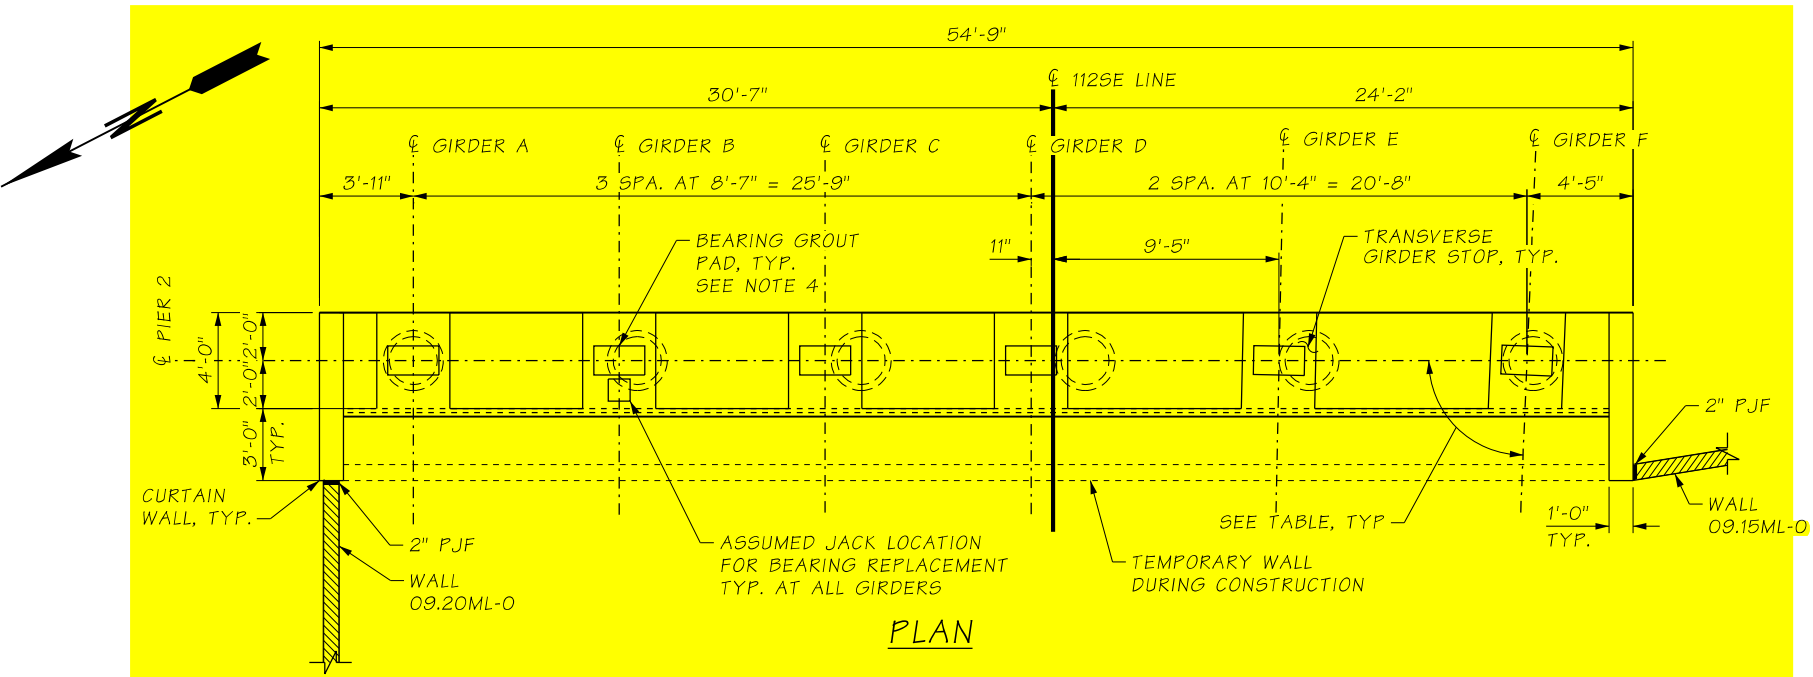 54'-9"
℄ 112SE LINE
30'-7"
24'-2"
℄ GIRDER A
℄ GIRDER B
℄ GIRDER C
℄ GIRDER D
℄ GIRDER E
℄ GIRDER F
3'-11"
3 SPA. AT 8'-7" = 25'-9"
2 SPA. AT 10'-4" = 20'-8"
4'-5"
BEARING GROUT
PAD, TYP.
SEE NOTE 4
11"
9'-5"
TRANSVERSE
GIRDER STOP, TYP.
℄ PIER 2
4'-0"
2'-0"
2'-0"
3'-0"
TYP.
2" PJF
CURTAIN
WALL, TYP.
WALL
09.15ML-O
1'-0"
TYP.
SEE TABLE, TYP
2" PJF
WALL
09.20ML-O
ASSUMED JACK LOCATION
FOR BEARING REPLACEMENT
TYP. AT ALL GIRDERS
TEMPORARY WALL
DURING CONSTRUCTION
PLAN